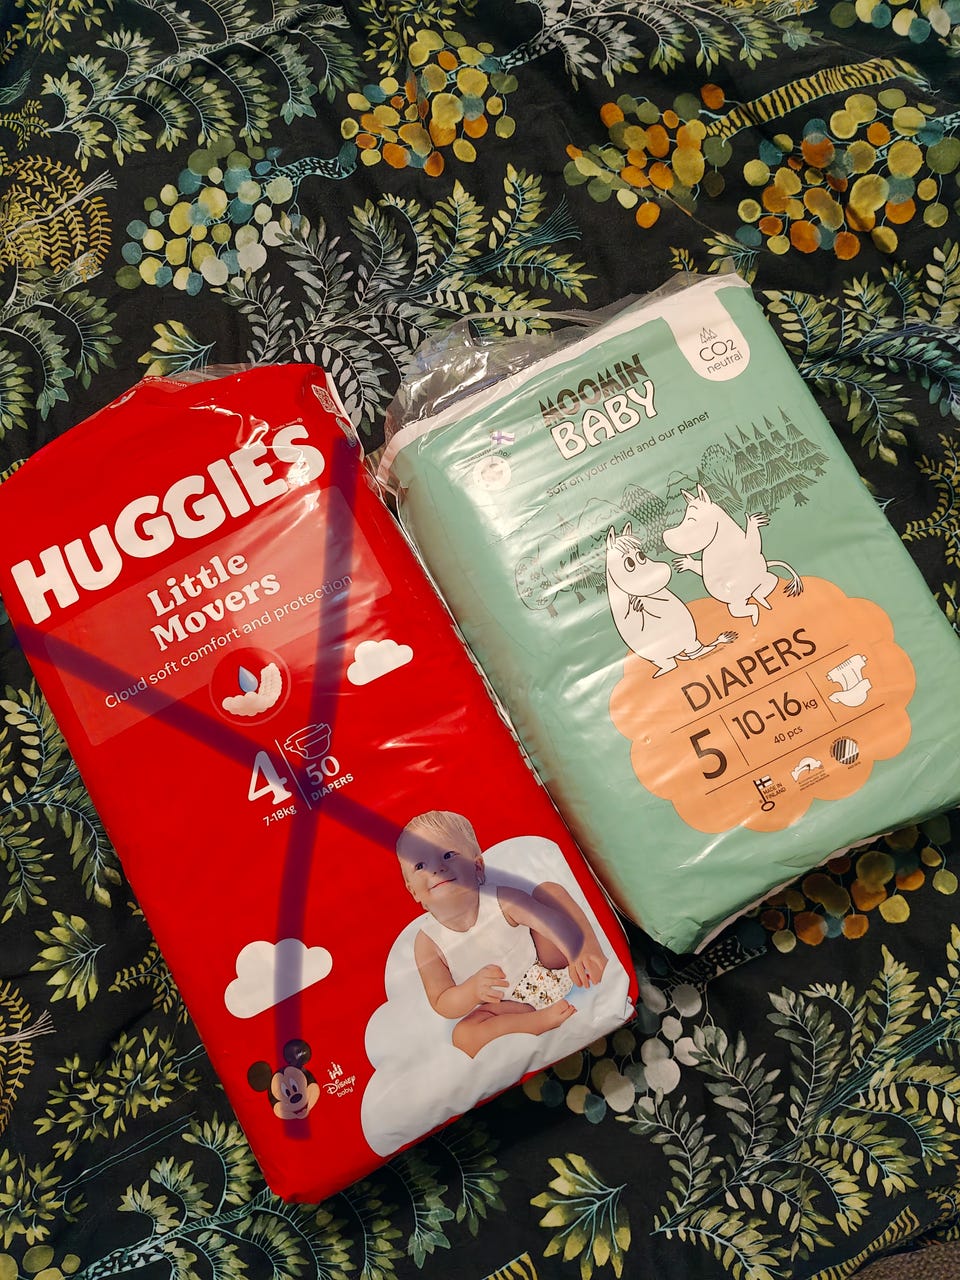 HUGGIES
Little
Movers
Cloud soft comfort and protection
4
50
DIAPERS
7-18kg
Disney
baby
CO2
neutral
MOOMIN
BABY
soft on your child and our planet
DIAPERS
5
10-16kg
40 pcs
MADE IN
FINLAND